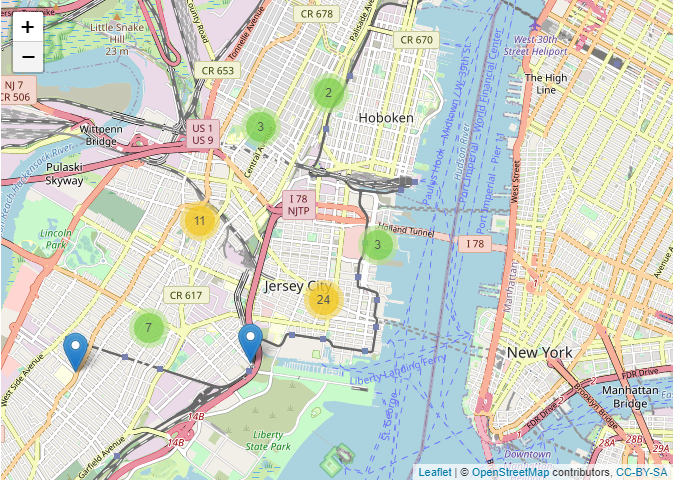 +
−
CR 678
Little Snake
Hill
23 m
County Road
Tonnelle Avenue
Palisade Ave
CR 670
West 30th
Street Heliport
CR 653
NJ 7
CR 506
The High
Line
2
Hoboken
3
US 1
US 9
Wittpenn
Bridge
Central A
Pulaski
Skyway
Hudson River
Port Imperial - World Financial Center
Port Imperial - Pier 11
West Street
I 78
NJTP
11
Lincoln
Park
Holland Tunnel
3
I 78
Manhattan
Avenue A
Jersey City
24
CR 617
7
New York
West Side Avenue
Liberty Landing Ferry
FDR Drive
Manhattan
Bridge
Brooklyn Bridge
FDR Drive
St. George
14B
14B
Liberty
State Park
Garfield Avenue
28A
28B
29A
Downtown
Leaflet | © OpenStreetMap contributors, CC-BY-SA